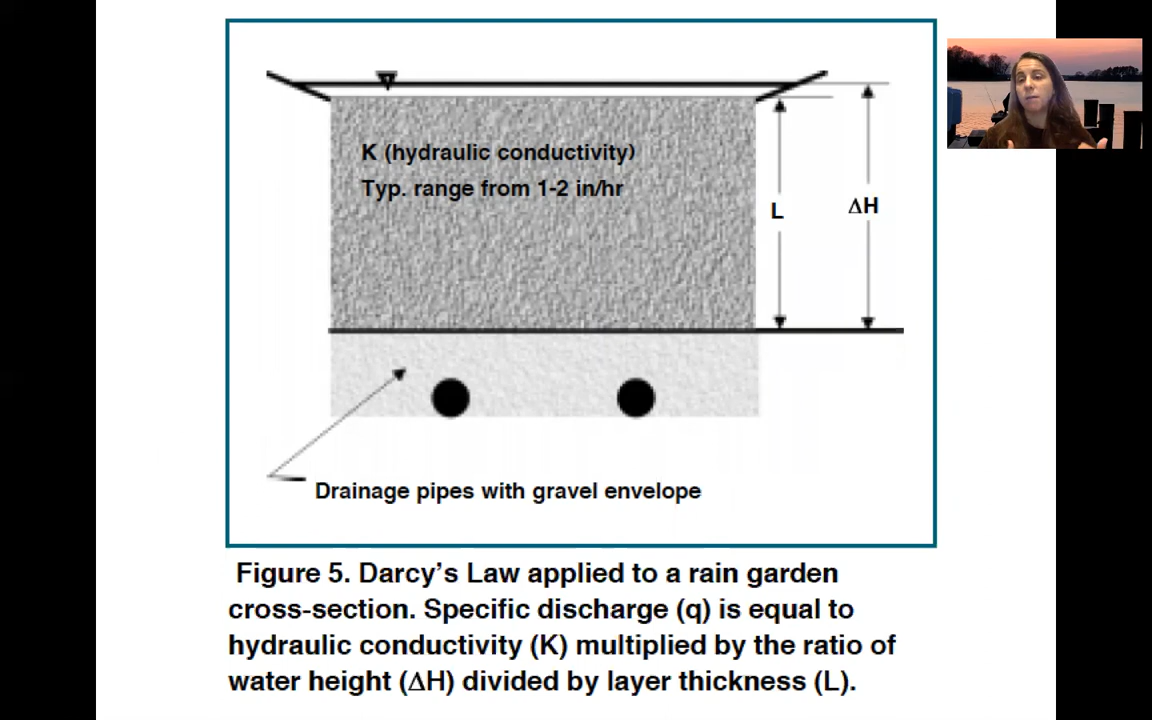 K (hydraulic conductivity)
Typ. range from 1-2 in/hr
L
ΔH
Drainage pipes with gravel envelope
Figure 5. Darcy's Law applied to a rain garden
cross-section. Specific discharge (q) is equal to
hydraulic conductivity (K) multiplied by the ratio of
water height (ΔH) divided by layer thickness (L).